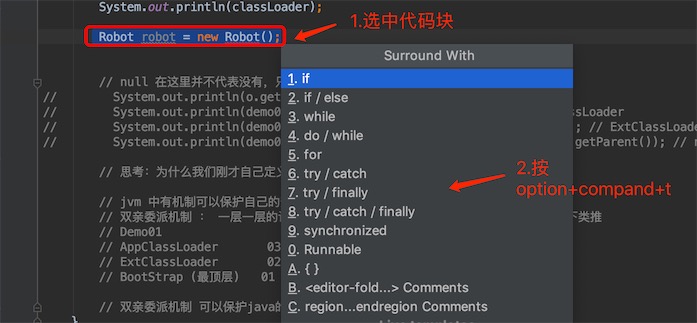 System.out.println(classLoader);
1.选中代码块
Robot robot = new Robot();
Surround With
// null 在这里并不代表没有，只
1. if
// System.out.println(o.get
2. if / else
// System.out.println(demo0
3. while
Loader
// System.out.println(demo0
4. do / while
; // ExtClassLoade
// System.out.println(demo0
5. for
getParent()); // n
// 思考：为什么我们刚才自己定义
6. try / catch
2.按
option+compand+t
7. try / finally
// jvm 中有机制可以保护自己的
8. try / catch / finally
// 双亲委派机制 ： 一层一层的
下类推
// Demo01
9. synchronized
// AppClassLoader 03
0. Runnable
// ExtClassLoader 02
A. { }
// BootStrap (最顶层) 01
B. <editor-fold...> Comments
// 双亲委派机制 可以保护java的
C. region...endregion Comments
}